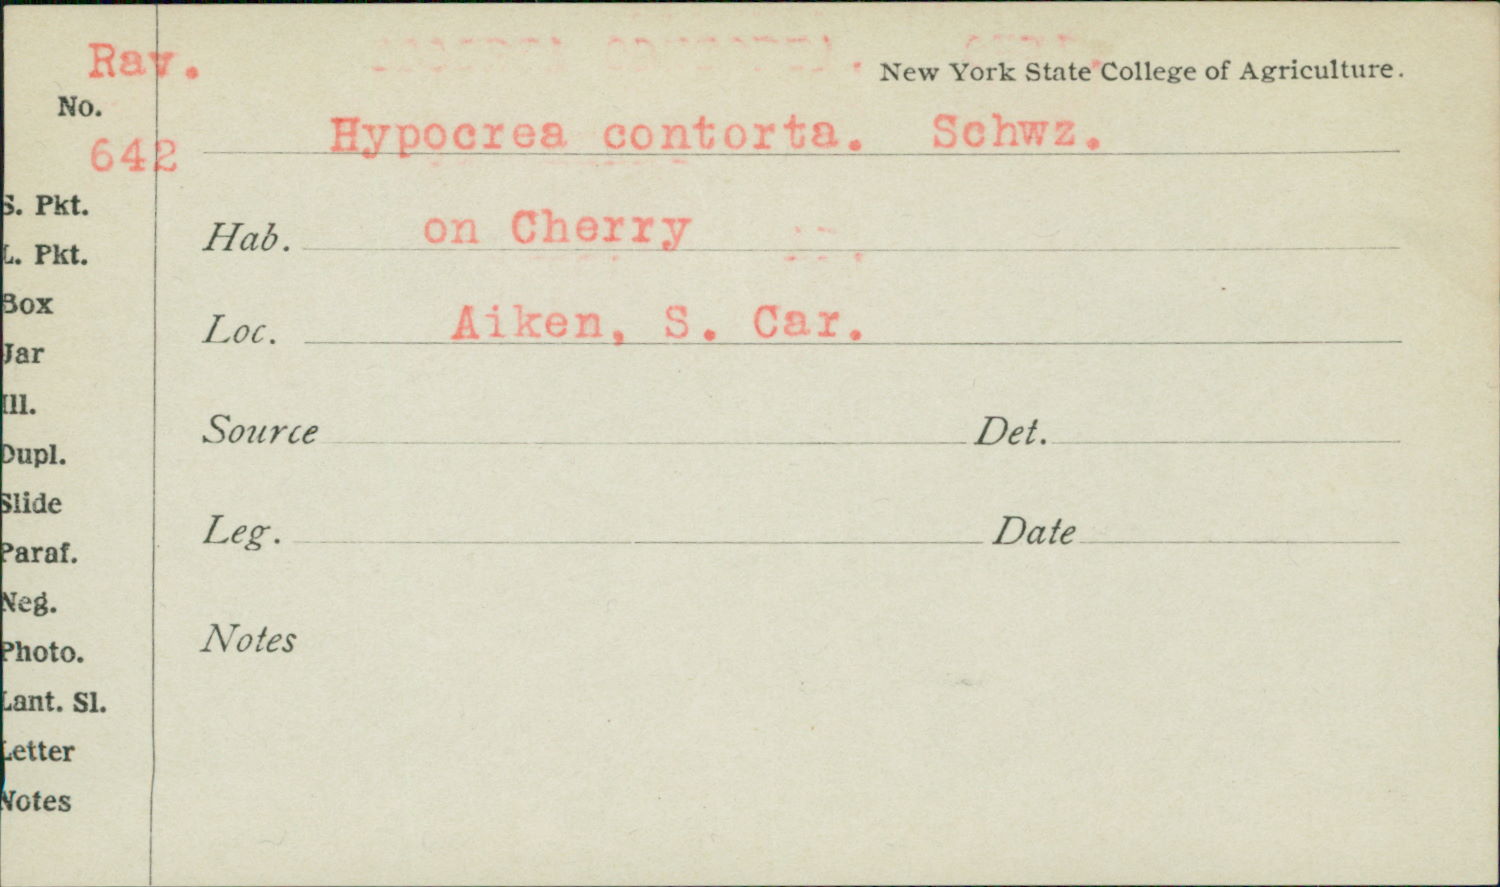 Rav.
New York State College of Agriculture.
No.
642
Hypocrea contorta. Schwz.
Hab. on Cherry
Loc. Aiken, S. Car.
Source Det.
Leg. Date
Notes
S. Pkt.
L. Pkt.
Box
Jar
Ill.
Dupl.
Slide
Paraf.
Neg.
Photo.
Lant. Sl.
Letter
Notes